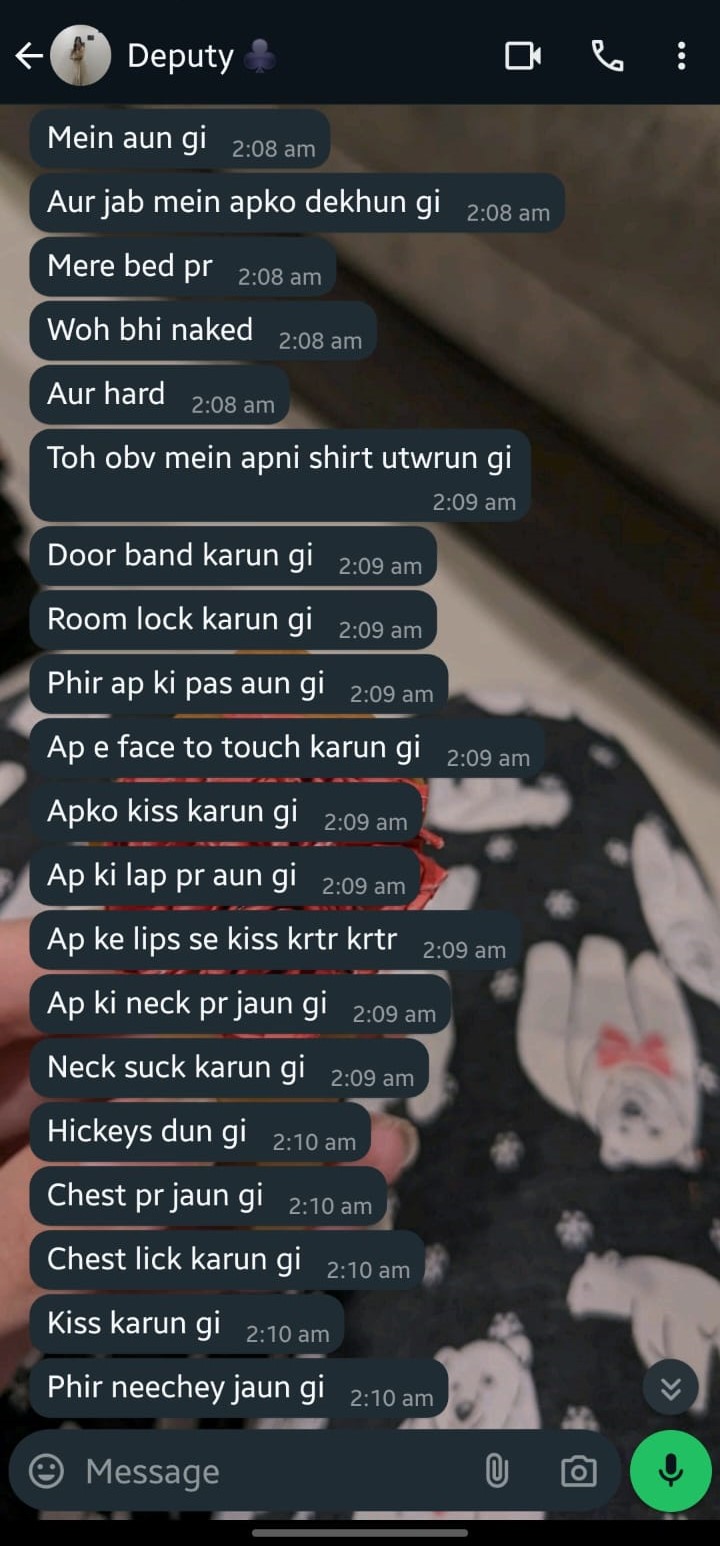 Deputy ♣️
Mein aun gi 2:08 am
Aur jab mein apko dekhun gi 2:08 am
Mere bed pr 2:08 am
Woh bhi naked 2:08 am
Aur hard 2:08 am
Toh obv mein apni shirt utwrun gi
2:09 am
Door band karun gi 2:09 am
Room lock karun gi 2:09 am
Phir ap ki pas aun gi 2:09 am
Ap e face to touch karun gi 2:09 am
Apko kiss karun gi 2:09 am
Ap ki lap pr aun gi 2:09 am
Ap ke lips se kiss krtr krtr 2:09 am
Ap ki neck pr jaun gi 2:09 am
Neck suck karun gi 2:09 am
Hickeys dun gi 2:10 am
Chest pr jaun gi 2:10 am
Chest lick karun gi 2:10 am
Kiss karun gi 2:10 am
Phir neechey jaun gi 2:10 am
Message